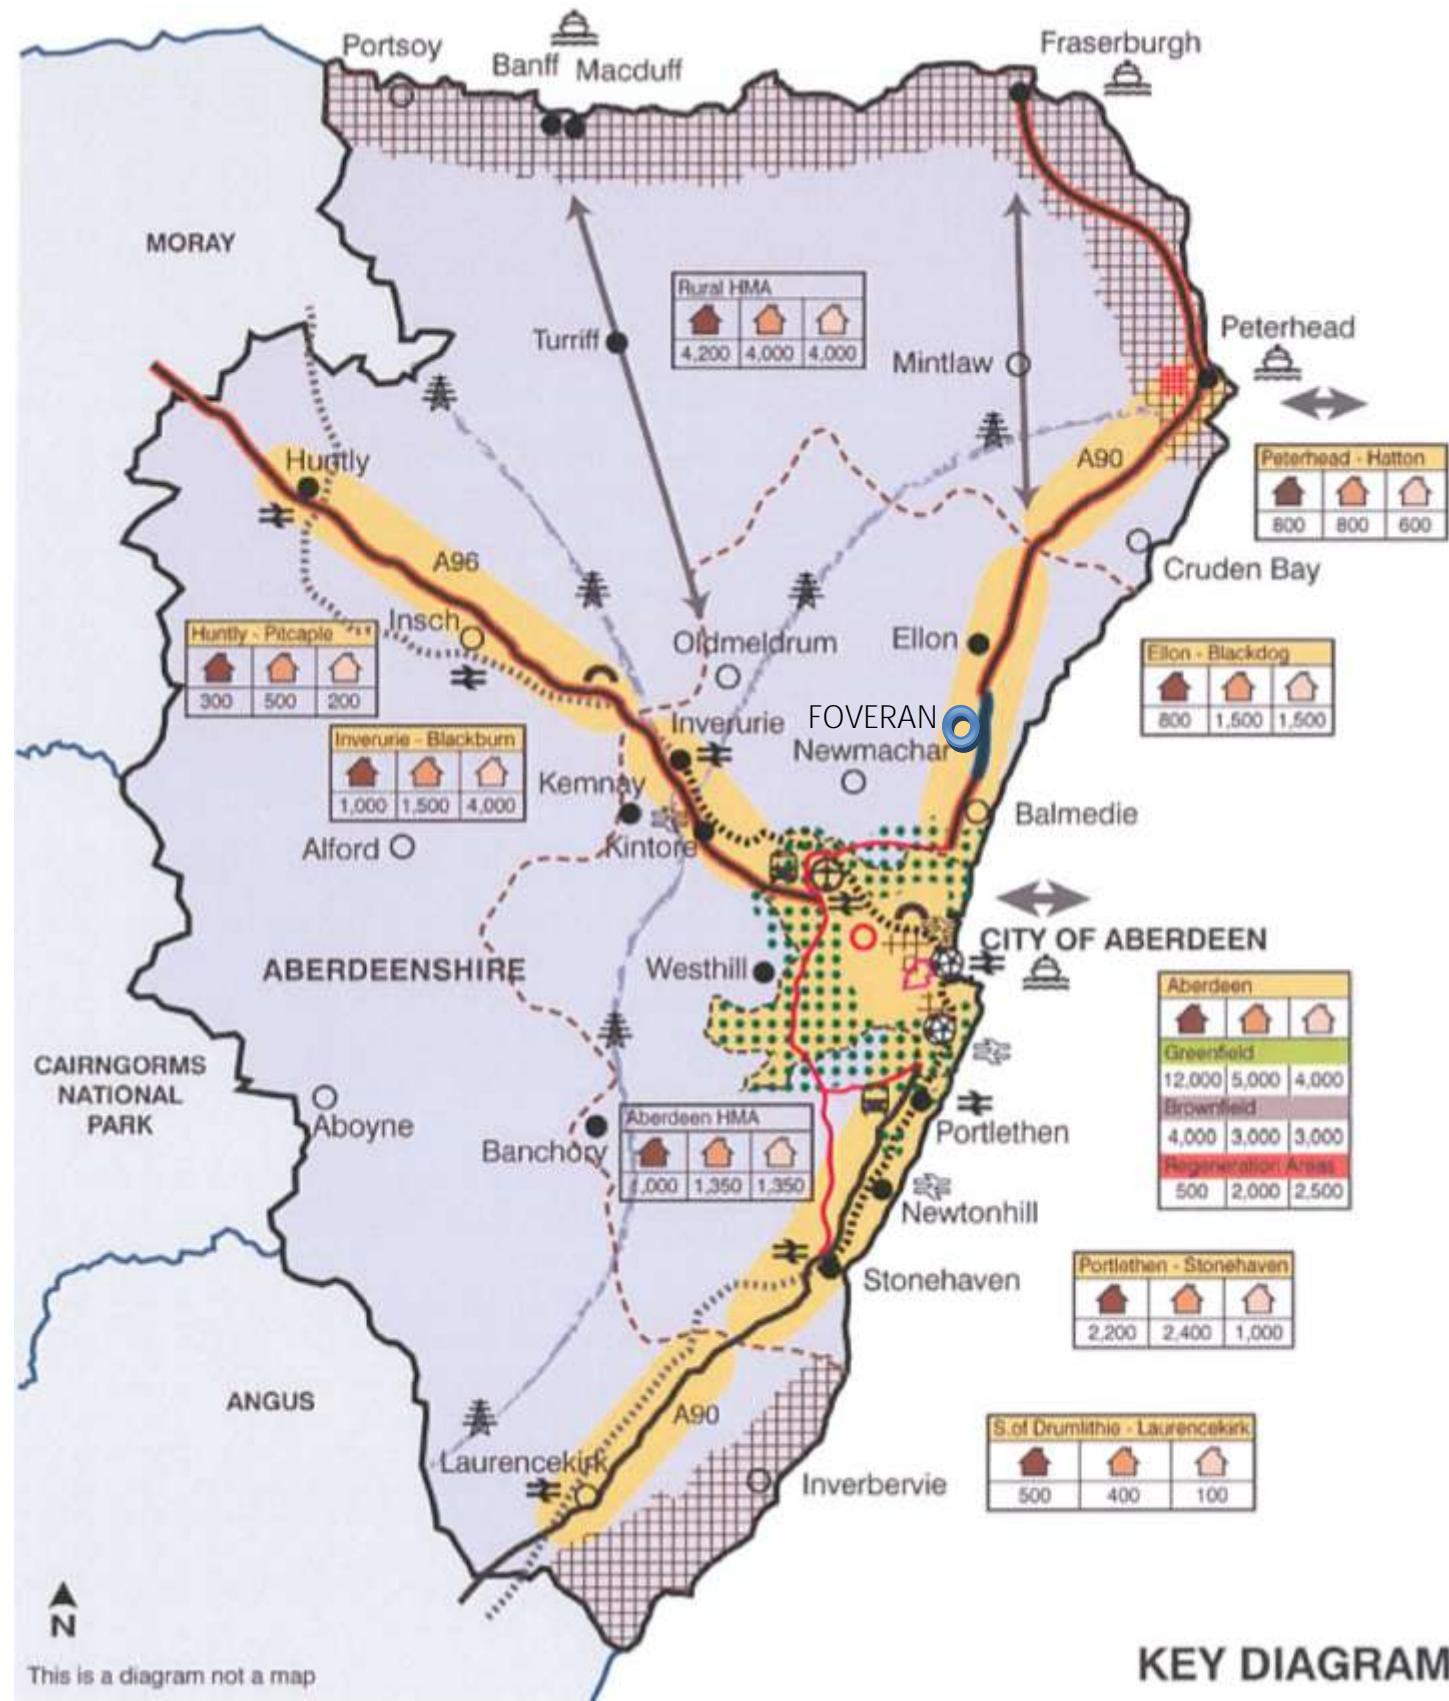 Portsoy
Banff
Macduff
Fraserburgh
MORAY
Rural HMA
4,200 4,000 4,000
Turriff
Mintlaw
Peterhead
Huntly
A90
Peterhead - Hatton
800 800 600
A96
Cruden Bay
Insch
Huntly - Pitcaple
300 500 200
Oldmeldrum
Ellon
Ellon - Blackdog
800 1,500 1,500
FOVERAN
Inverurie
Newmachar
Inverurie - Blackburn
1,000 1,500 4,000
Kemnay
Balmedie
Alford
Kintore
CITY OF ABERDEEN
ABERDEENSHIRE
Westhill
Aberdeen
Greenfield
12,000 5,000 4,000
Brownfield
4,000 3,000 3,000
Regeneration Areas
500 2,000 2,500
CAIRNGORMS
NATIONAL
PARK
Aboyne
Banchory
Aberdeen HMA
1,000 1,350 1,350
Portlethen
Newtonhill
Stonehaven
Portlethen - Stonehaven
2,200 2,400 1,000
ANGUS
A90
S.of Drumlithie - Laurencekirk
500 400 100
Laurencekirk
Inverbervie
N
This is a diagram not a map
KEY DIAGRAM